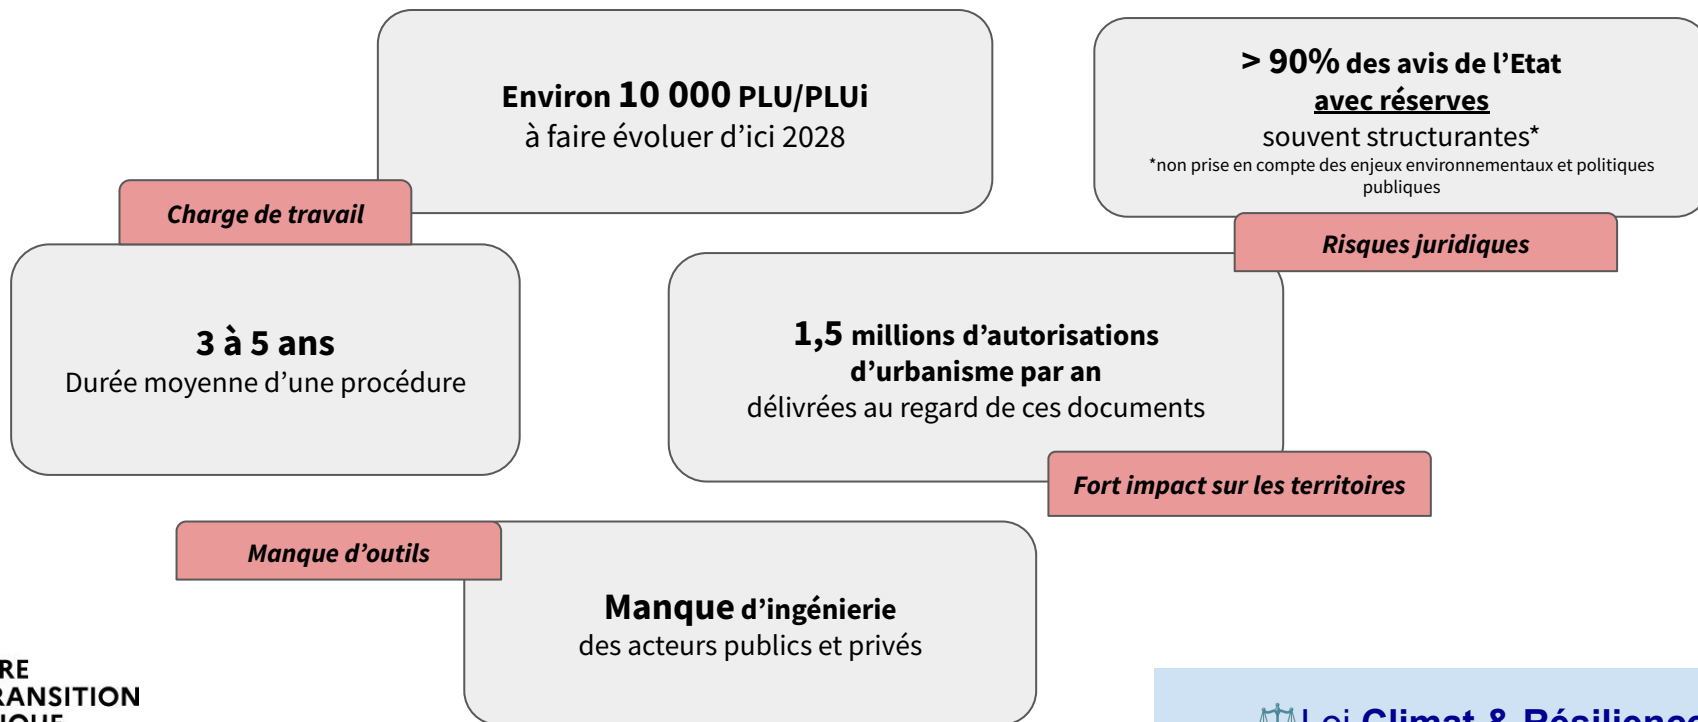 Environ 10 000 PLU/PLUi
à faire évoluer d'ici 2028
> 90% des avis de l'Etat
avec réserves
souvent structurantes*
*non prise en compte des enjeux environnementaux et politiques
publiques
Charge de travail
Risques juridiques
3 à 5 ans
Durée moyenne d'une procédure
1,5 millions d'autorisations
d'urbanisme par an
délivrées au regard de ces documents
Fort impact sur les territoires
Manque d'outils
Manque d'ingénierie
des acteurs publics et privés
RE
RANSITION
Loi Climat & Résilience